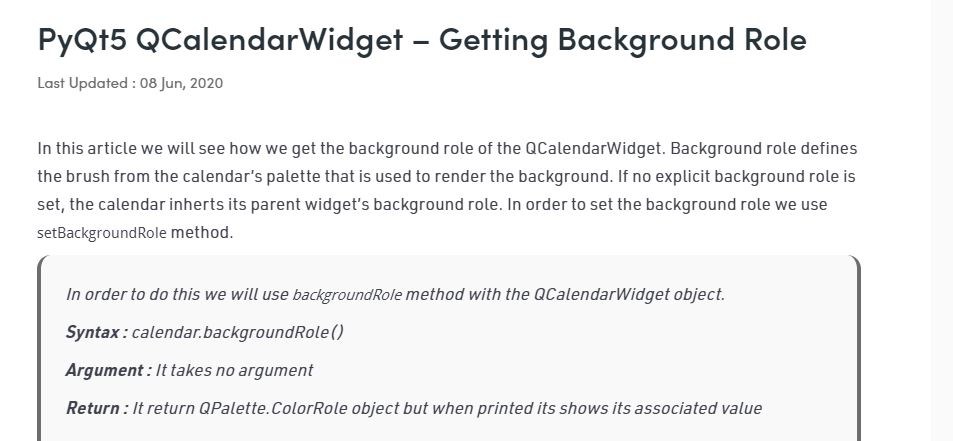 PyQt5 QCalendarWidget – Getting Background Role
Last Updated : 08 Jun, 2020
In this article we will see how we get the background role of the QCalendarWidget. Background role defines
the brush from the calendar's palette that is used to render the background. If no explicit background role is
set, the calendar inherts its parent widget's background role. In order to set the background role we use
setBackgroundRole method.
In order to do this we will use backgroundRole method with the QCalendarWidget object.
Syntax : calendar.backgroundRole()
Argument : It takes no argument
Return : It return QPalette.ColorRole object but when printed its shows its associated value